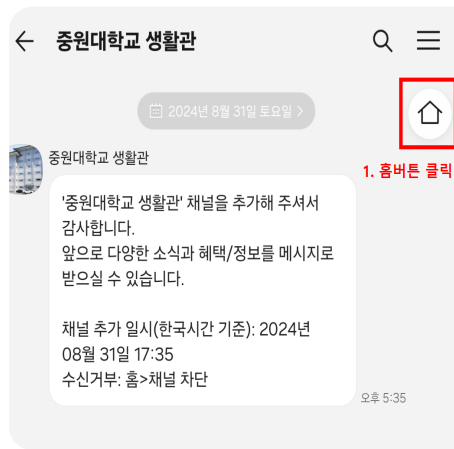 중원대학교 생활관
2024년 8월 31일 토요일 >
중원대학교 생활관
1. 홈버튼 클릭
'중원대학교 생활관' 채널을 추가해 주셔서
감사합니다.
앞으로 다양한 소식과 혜택/정보를 메시지로
받으실 수 있습니다.
채널 추가 일시(한국시간 기준): 2024년
08월 31일 17:35
수신거부: 홈>채널 차단
오후 5:35